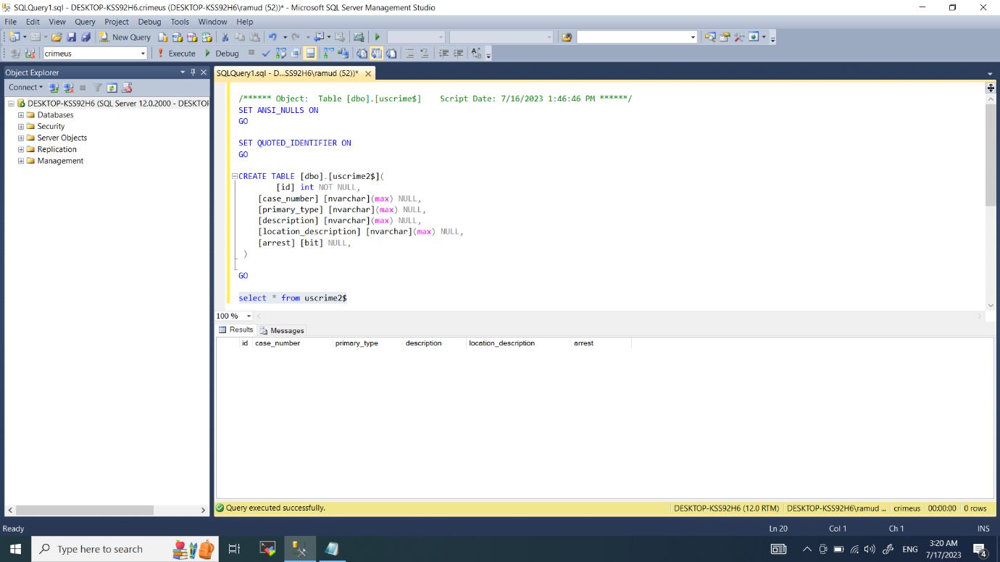 SQLQuery1.sql - DESKTOP-KSS92H6.crimeus (DESKTOP-KSS92H6\ramud (52))* - Microsoft SQL Server Management Studio
File Edit View Query Project Debug Tools Window Help
New Query
crimeus Execute Debug
Object Explorer
Connect
DESKTOP-KSS92H6 (SQL Server 12.0.2000 - DESKTOP
Databases
Security
Server Objects
Replication
Management
SQLQuery1.sql - D...SS92H6\ramud (52))*
/****** Object:  Table [dbo].[uscrime$]    Script Date: 7/16/2023 1:46:46 PM ******/
SET ANSI_NULLS ON
GO
SET QUOTED_IDENTIFIER ON
GO
CREATE TABLE [dbo].[uscrime2$](
[id] int NOT NULL,
[case_number] [nvarchar](max) NULL,
[primary_type] [nvarchar](max) NULL,
[description] [nvarchar](max) NULL,
[location_description] [nvarchar](max) NULL,
[arrest] [bit] NULL,
)
GO
select * from uscrime2$
100 %
Results Messages
id case_number primary_type description location_description arrest
Query executed successfully. DESKTOP-KSS92H6 (12.0 RTM) DESKTOP-KSS92H6\ramud ... crimeus 00:00:00 0 rows
Ready Ln 20 Col 1 Ch 1 INS
Type here to search ENG 3:20 AM
7/17/2023 4